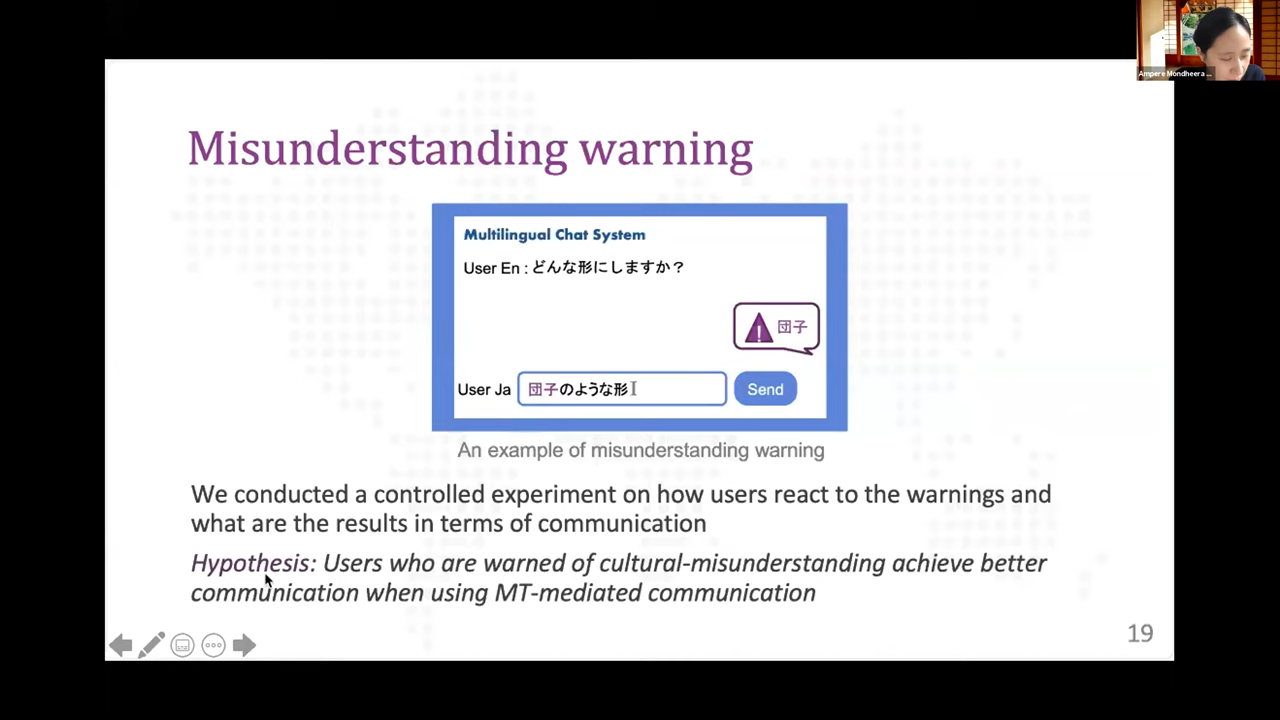 Ampere Mondheera ...
Misunderstanding warning
Multilingual Chat System
User En : どんな形にしますか？
団子
User Ja 団子のような形 Send
An example of misunderstanding warning
We conducted a controlled experiment on how users react to the warnings and
what are the results in terms of communication
Hypothesis: Users who are warned of cultural-misunderstanding achieve better
communication when using MT-mediated communication
19